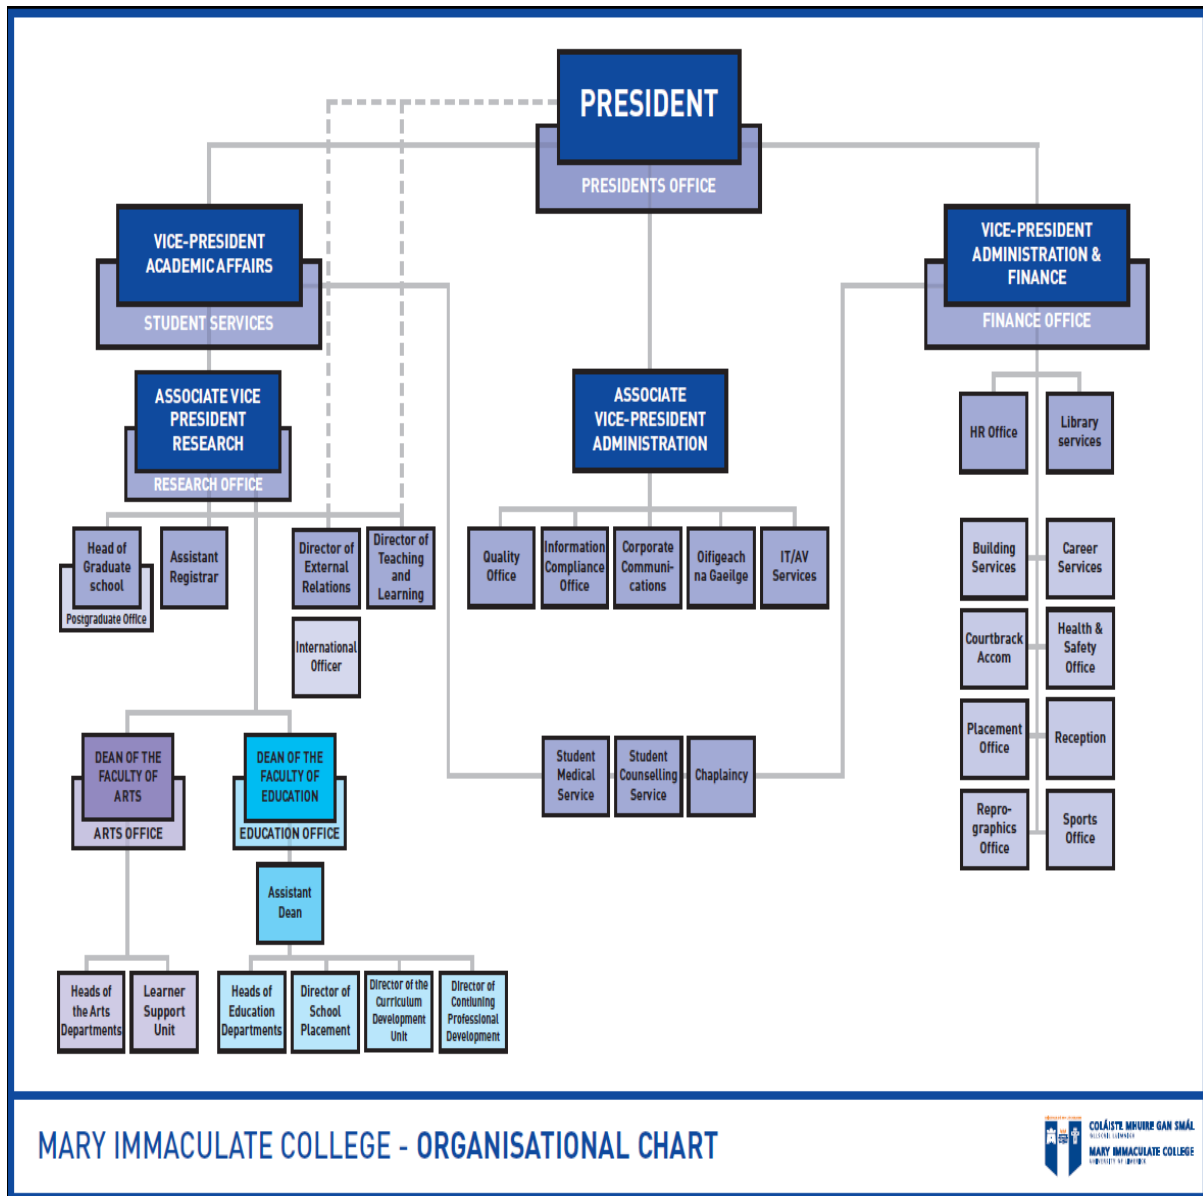 PRESIDENT
PRESIDENTS OFFICE
VICE-PRESIDENT
ACADEMIC AFFAIRS
STUDENT SERVICES
VICE-PRESIDENT
ADMINISTRATION &
FINANCE
FINANCE OFFICE
ASSOCIATE VICE
PRESIDENT
RESEARCH
RESEARCH OFFICE
ASSOCIATE
VICE-PRESIDENT
ADMINISTRATION
HR Office
Library
services
Head of
Graduate
school
Postgraduate Office
Assistant
Registrar
Director of
External
Relations
Director of
Teaching
and
Learning
International
Officer
Quality
Office
Information
Compliance
Office
Corporate
Communi-
cations
Oifigeach
na Gaeilge
IT/AV
Services
Building
Services
Career
Services
Courtbrack
Accom
Health &
Safety
Office
Placement
Office
Reception
Repro-
graphics
Office
Sports
Office
Student
Medical
Service
Student
Counselling
Service
Chaplaincy
DEAN OF THE
FACULTY OF
ARTS
ARTS OFFICE
DEAN OF THE
FACULTY OF
EDUCATION
EDUCATION OFFICE
Assistant
Dean
Heads of
the Arts
Departments
Learner
Support
Unit
Heads of
Education
Departments
Director of
School
Placement
Director of the
Curriculum
Development
Unit
Director of
Contiuning
Professional
Development
MARY IMMACULATE COLLEGE - ORGANISATIONAL CHART
COLÁISTE MHUIRE GAN SMÁL
MARY IMMACULATE COLLEGE
UNIVERSITY OF LIMERICK